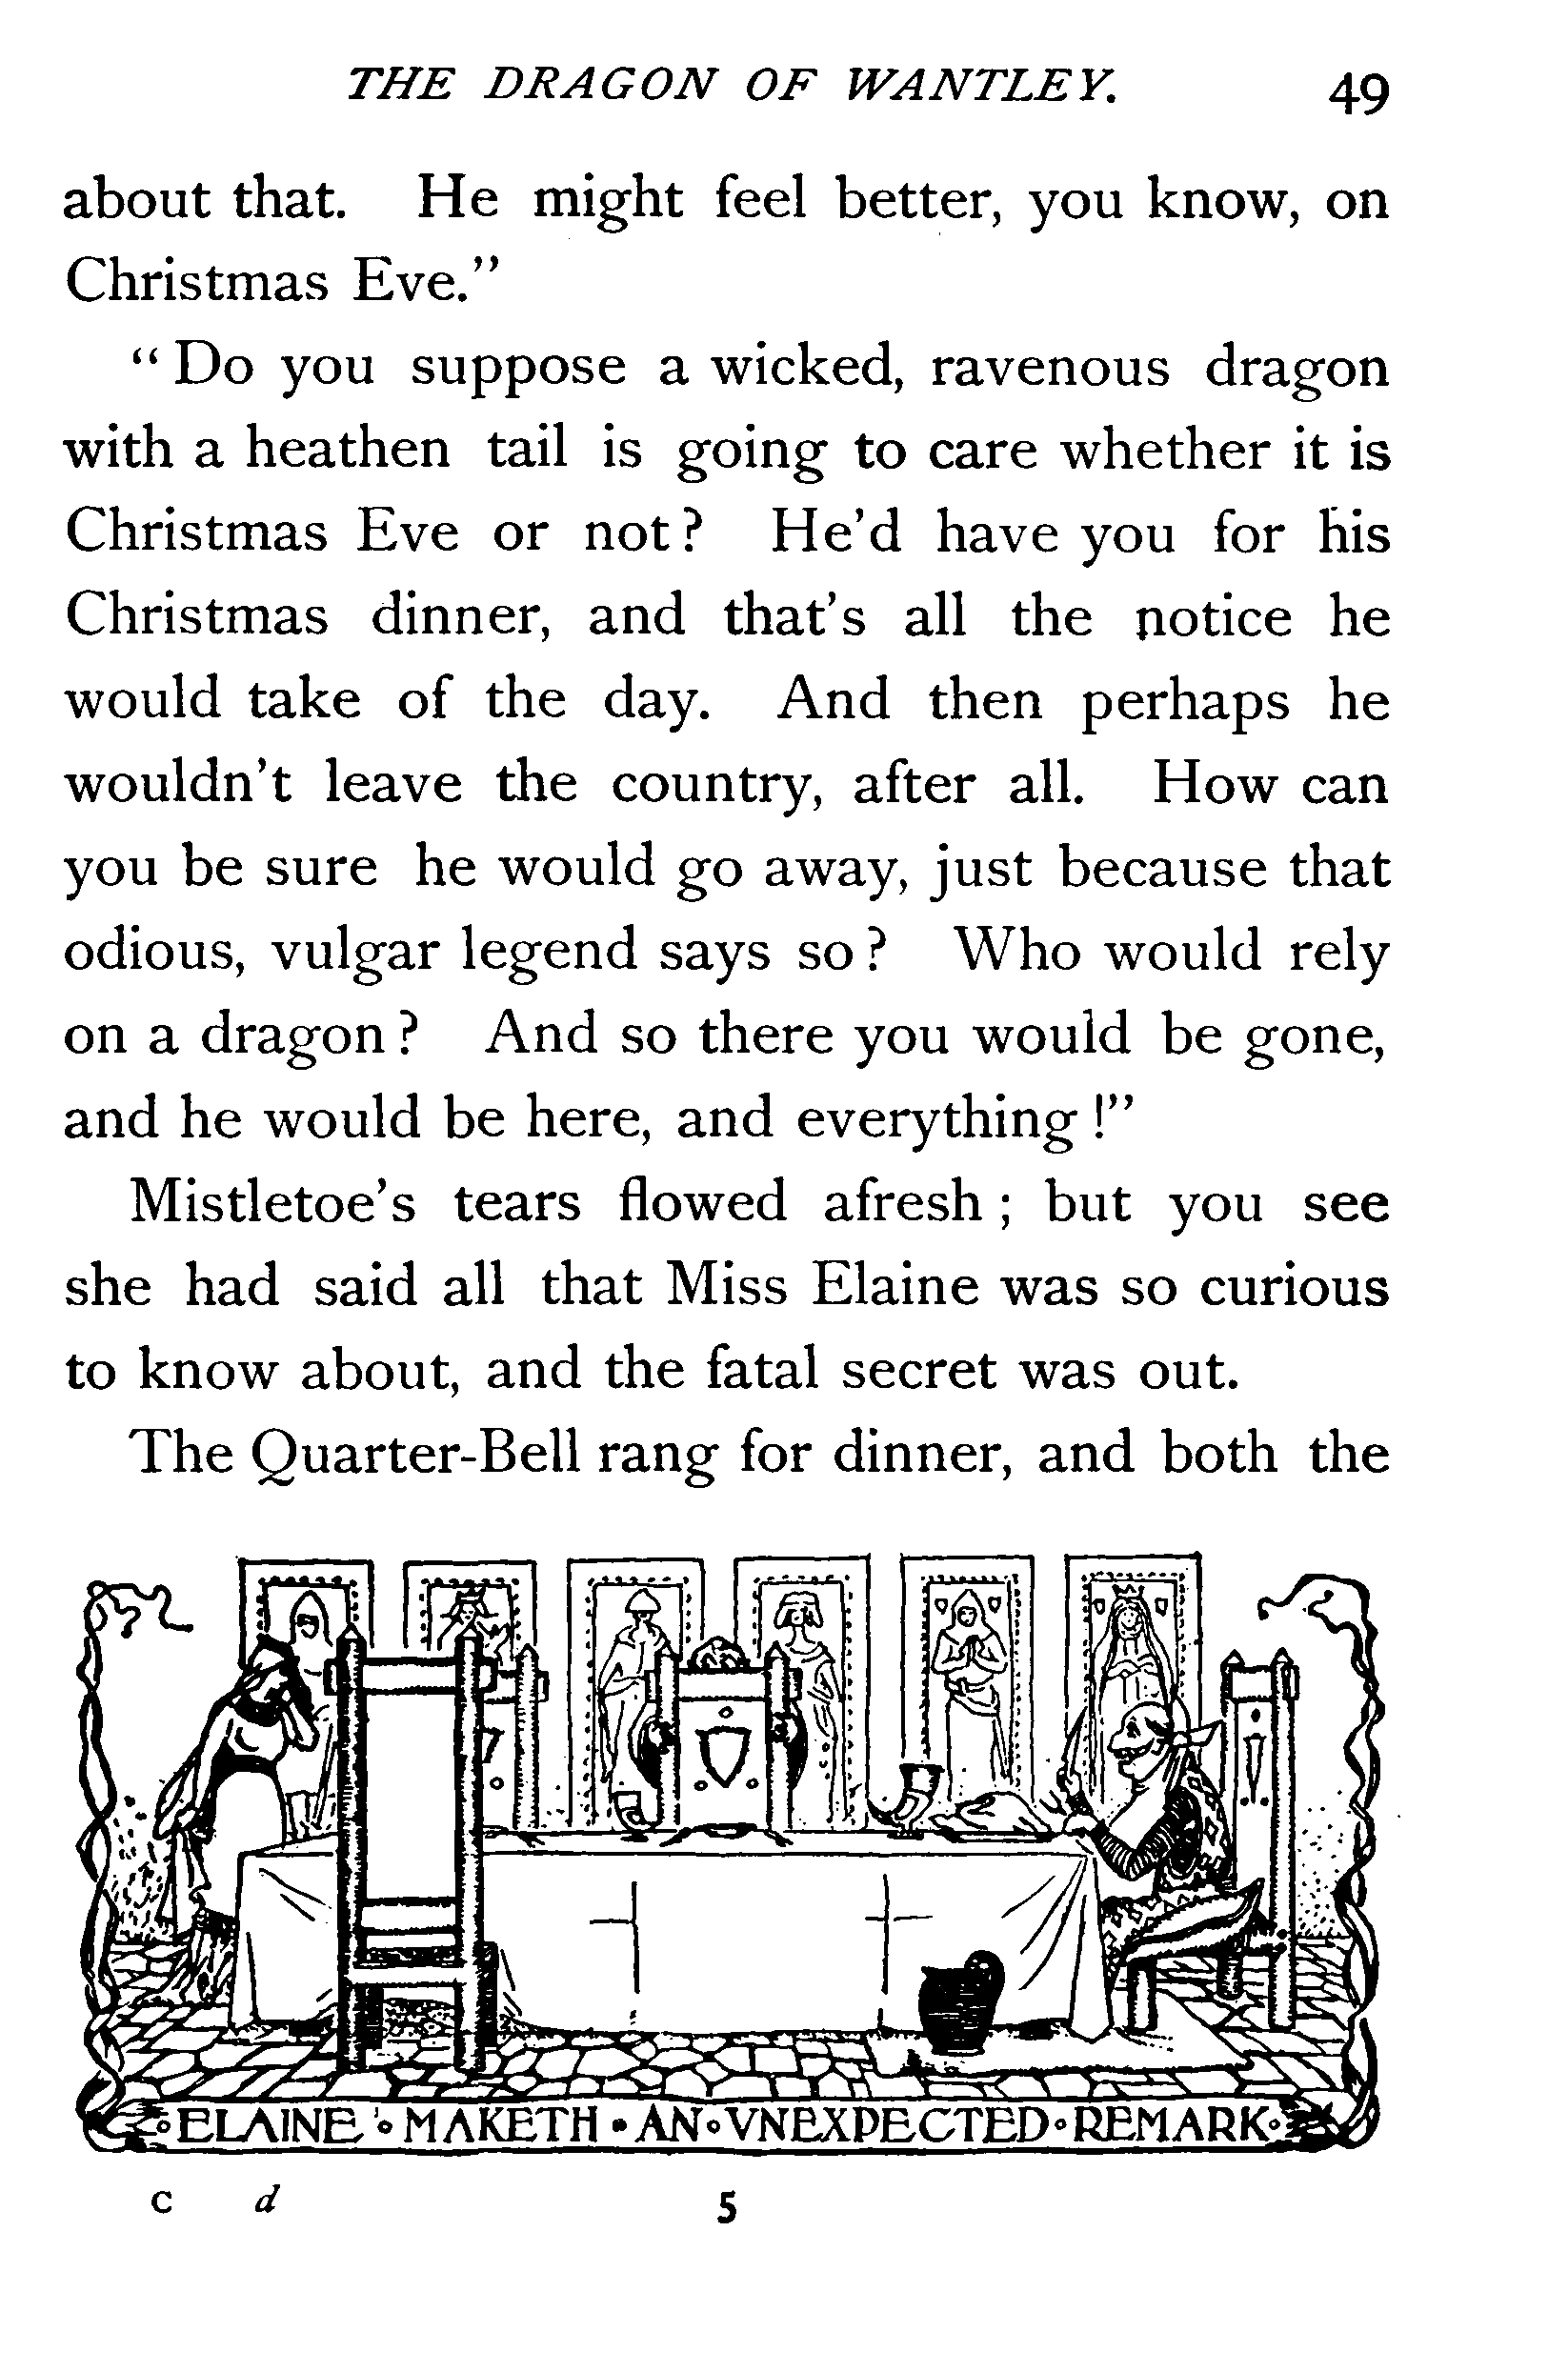 THE DRAGON OF WANTLEY. 49
about that. He might feel better, you know, on
Christmas Eve.”
“ Do you suppose a wicked, ravenous dragon
with a heathen tail is going to care whether it is
Christmas Eve or not ? He’d have you for his
Christmas dinner, and that’s all the notice he
would take of the day. And then perhaps he
wouldn’t leave the country, after all. How can
you be sure he would go away, just because that
odious, vulgar legend says so ? Who would rely
on a dragon ? And so there you would be gone,
and he would be here, and everything !”
Mistletoe’s tears flowed afresh ; but you see
she had said all that Miss Elaine was so curious
to know about, and the fatal secret was out.
The Quarter-Bell rang for dinner, and both the
ELAINE MAKETH AN VNEXPECTED REMARK
c d 5